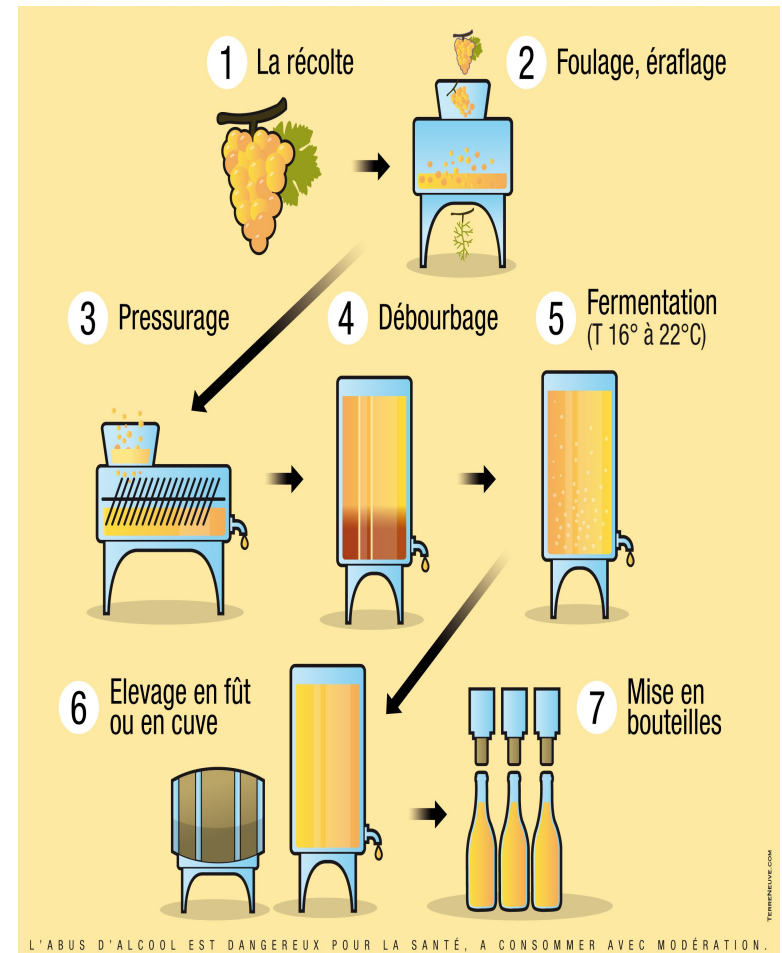 1 La récolte
2 Foulage, éraflage
3 Pressurage
4 Débourbage
5 Fermentation
(T 16° à 22°C)
6 Elevage en fût
ou en cuve
7 Mise en
bouteilles
TERRENEUVE.COM
L'ABUS D'ALCOOL EST DANGEREUX POUR LA SANTÉ, A CONSOMMER AVEC MODÉRATION.